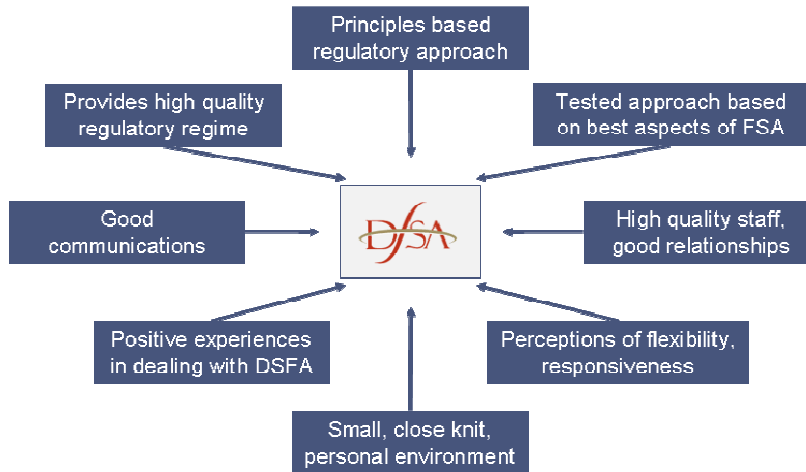 Principles based
regulatory approach
Provides high quality
regulatory regime
Tested approach based
on best aspects of FSA
Good
communications
DfSA
High quality staff,
good relationships
Positive experiences
in dealing with DSFA
Perceptions of flexibility,
responsiveness
Small, close knit,
personal environment